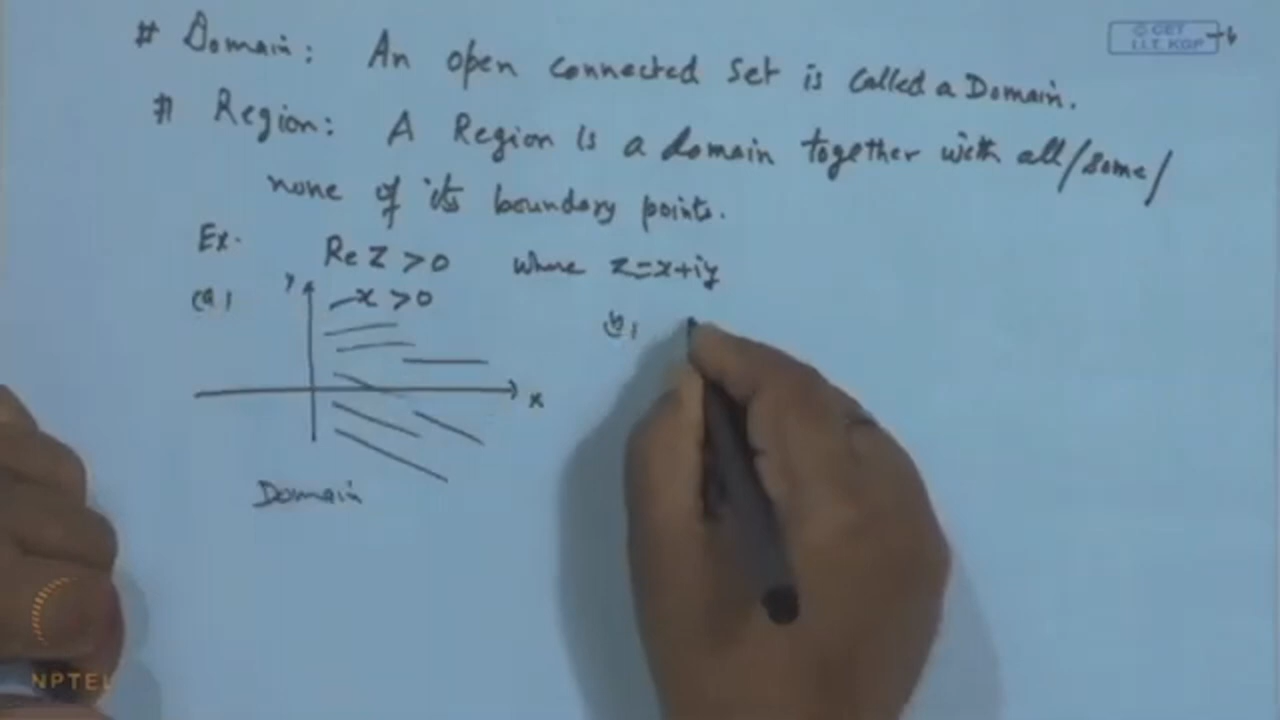 # Domain: An open connected set is called a Domain.
# Region: A Region is a domain together with all/some/
none of its boundary points.
Ex. Re Z > 0 where z=x+iy
(a) x > 0
y
(b)
x
Domain
© CET
I.I.T. KGP
NPTEL